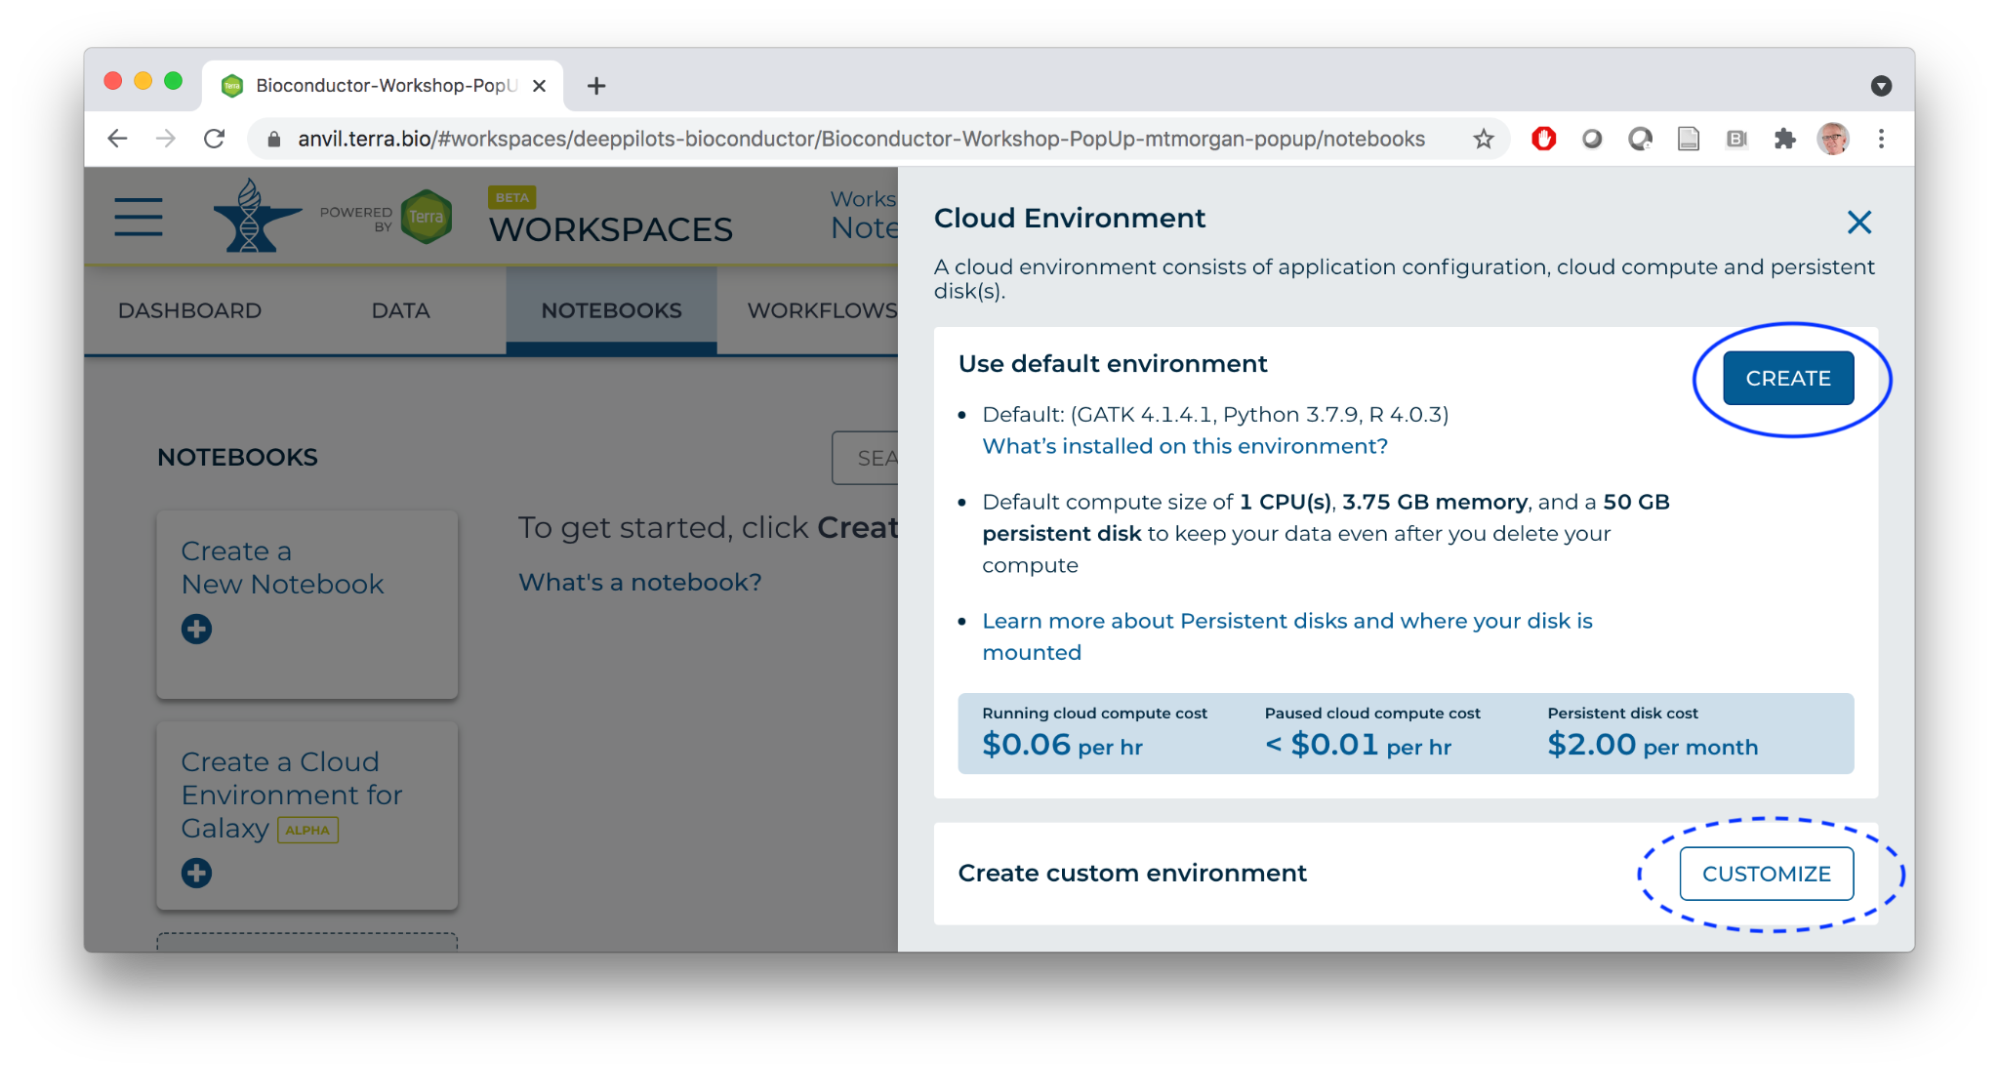 Bioconductor-Workshop-PopU
anvil.terra.bio/#workspaces/deeppilots-bioconductor/Bioconductor-Workshop-PopUp-mtmorgan-popup/notebooks
POWERED
BY
Terra
BETA
WORKSPACES
Works
Note
DASHBOARD
DATA
NOTEBOOKS
WORKFLOWS
NOTEBOOKS
SEA
Create a
New Notebook
To get started, click Creat
What's a notebook?
Create a Cloud
Environment for
Galaxy ALPHA
Cloud Environment
A cloud environment consists of application configuration, cloud compute and persistent
disk(s).
Use default environment
CREATE
• Default: (GATK 4.1.4.1, Python 3.7.9, R 4.0.3)
What’s installed on this environment?
• Default compute size of 1 CPU(s), 3.75 GB memory, and a 50 GB
persistent disk to keep your data even after you delete your
compute
• Learn more about Persistent disks and where your disk is
mounted
Running cloud compute cost
$0.06 per hr
Paused cloud compute cost
< $0.01 per hr
Persistent disk cost
$2.00 per month
Create custom environment
CUSTOMIZE